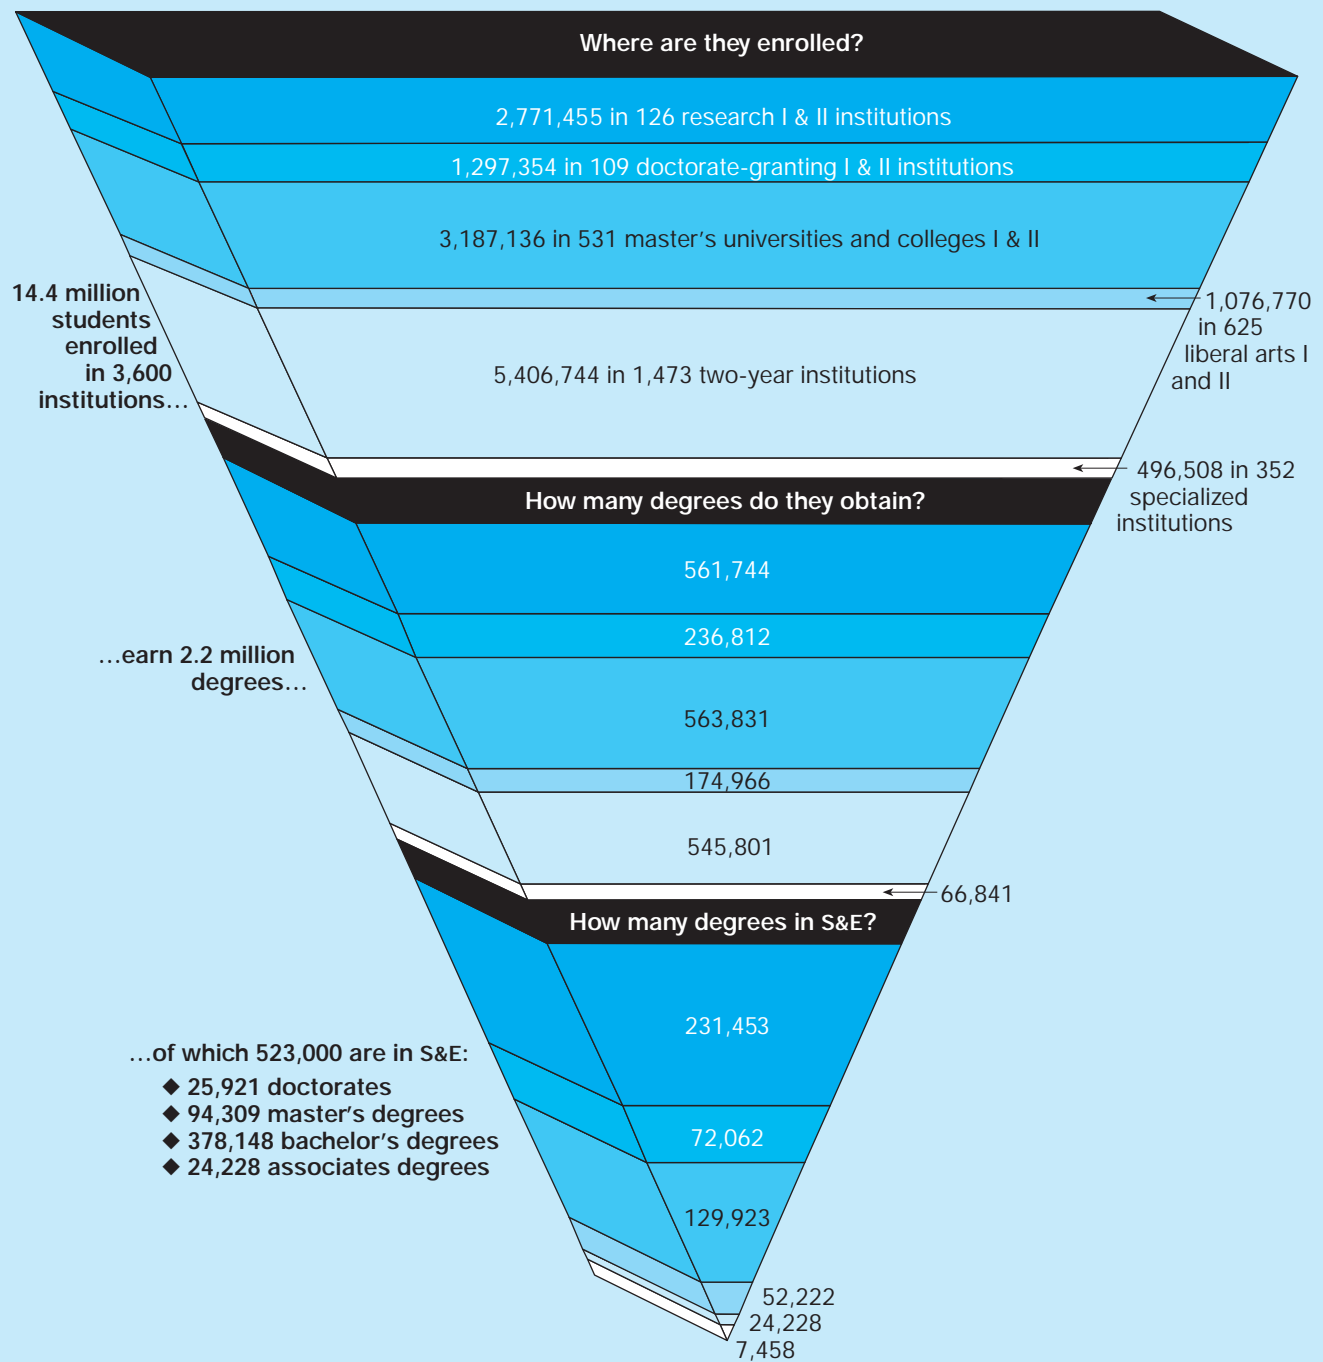 Where are they enrolled?
2,771,455 in 126 research I & II institutions
1,297,354 in 109 doctorate-granting I & II institutions
3,187,136 in 531 master's universities and colleges I & II
1,076,770
in 625
liberal arts I
and II
14.4 million
students
enrolled
in 3,600
institutions…
5,406,744 in 1,473 two-year institutions
496,508 in 352
specialized
institutions
How many degrees do they obtain?
561,744
236,812
…earn 2.2 million
degrees…
563,831
174,966
545,801
66,841
How many degrees in S&E?
231,453
…of which 523,000 are in S&E:
◆ 25,921 doctorates
◆ 94,309 master's degrees
◆ 378,148 bachelor's degrees
◆ 24,228 associates degrees
72,062
129,923
52,222
24,228
7,458